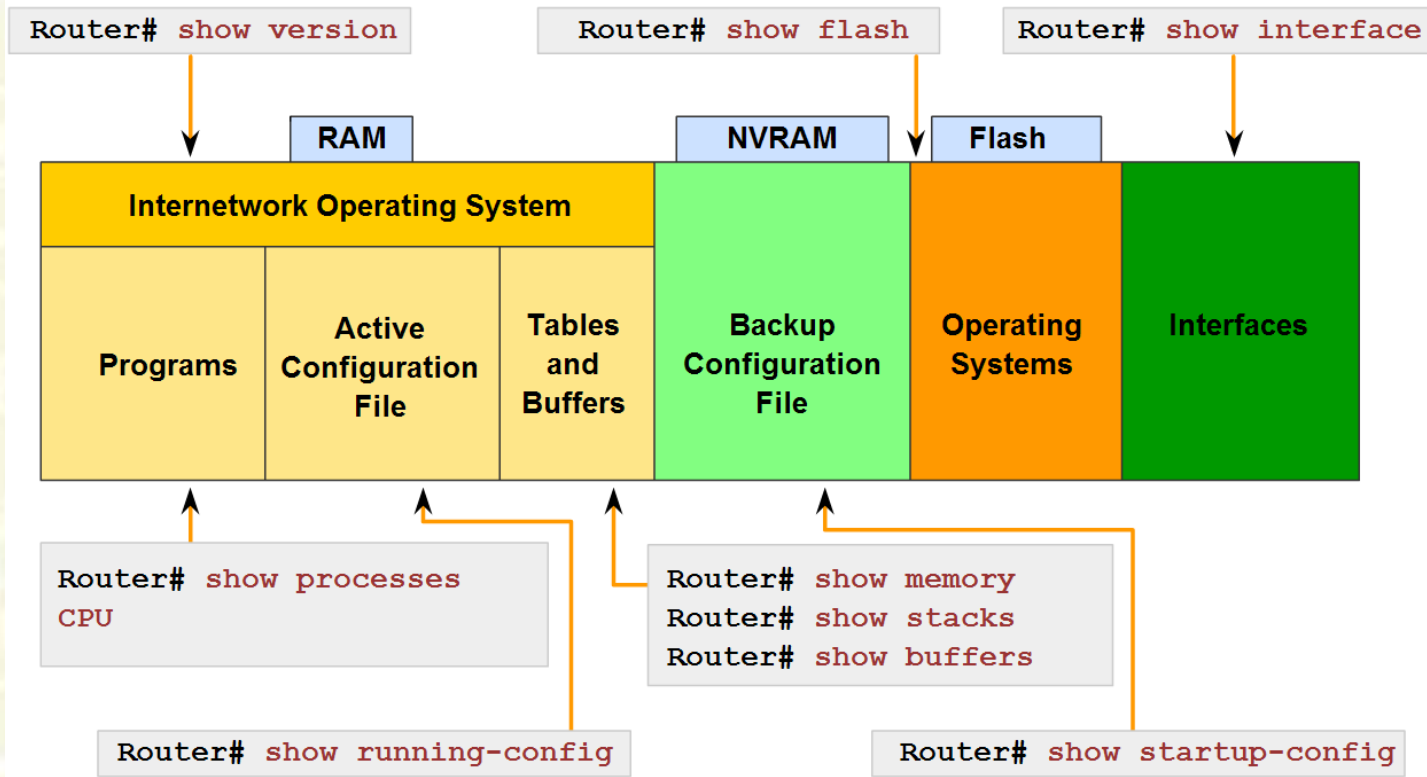 Router# show version
Router# show flash
Router# show interface
RAM
NVRAM
Flash
Internetwork Operating System
Programs
Active
Configuration
File
Tables
and
Buffers
Backup
Configuration
File
Operating
Systems
Interfaces
Router# show processes
CPU
Router# show memory
Router# show stacks
Router# show buffers
Router# show running-config
Router# show startup-config